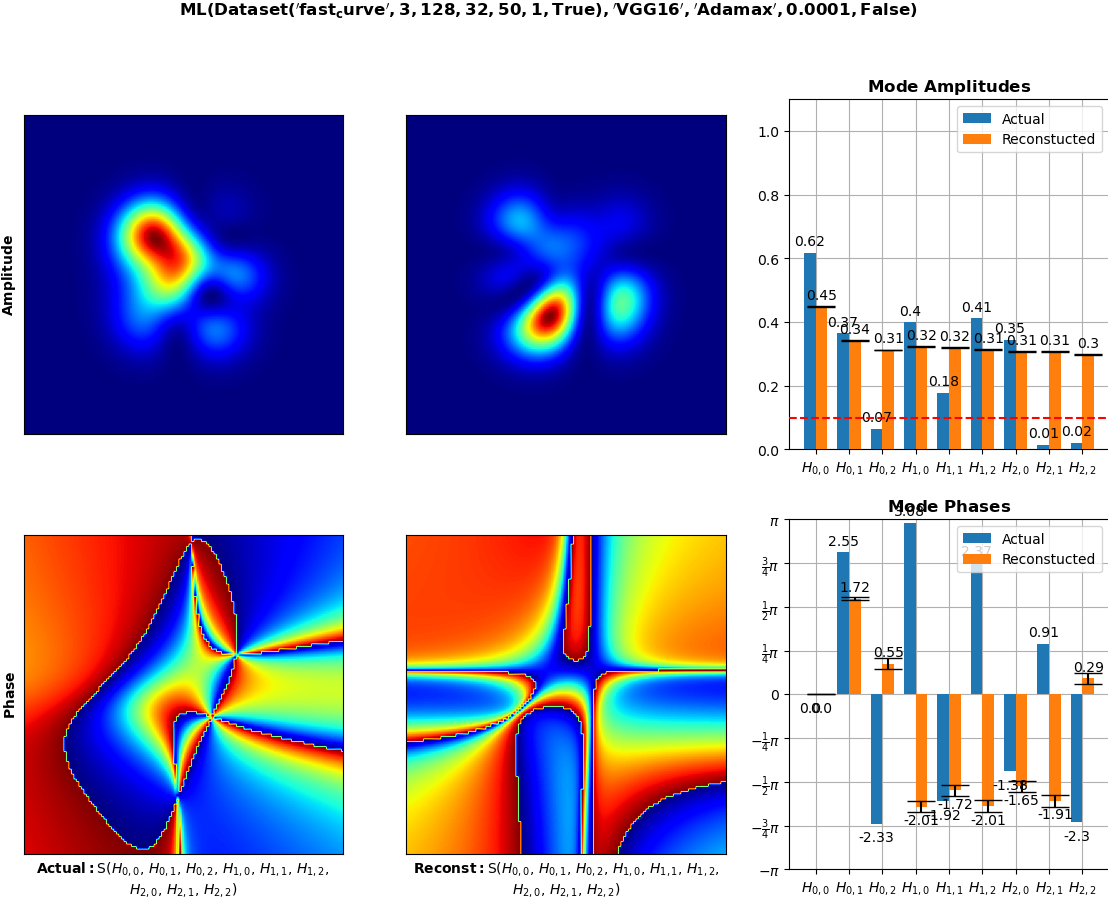 ML(Dataset('fast_curve', 3, 128, 32, 50, 1, True), 'VGG16', 'Adamax', 0.0001, False)
Mode Amplitudes
Amplitude
Actual
Reconstucted
1.0
0.8
0.6
0.4
0.2
0.0
0.62
0.45
0.37
0.34
0.07
0.31
0.4
0.32
0.18
0.32
0.41
0.31
0.35
0.31
0.01
0.31
0.02
0.3
H0,0 H0,1 H0,2 H1,0 H1,1 H1,2 H2,0 H2,1 H2,2
Mode Phases
Phase
Actual
Reconstucted
π
3/4π
1/2π
1/4π
0
−1/4π
−1/2π
−3/4π
−π
0.0
0.0
2.55
1.72
-2.33
0.55
3.08
-2.01
-1.92
-1.72
2.37
-2.01
-1.38
-1.65
0.91
-1.91
-2.3
0.29
H0,0 H0,1 H0,2 H1,0 H1,1 H1,2 H2,0 H2,1 H2,2
Actual: S(H0,0, H0,1, H0,2, H1,0, H1,1, H1,2,
H2,0, H2,1, H2,2)
Reconst: S(H0,0, H0,1, H0,2, H1,0, H1,1, H1,2,
H2,0, H2,1, H2,2)